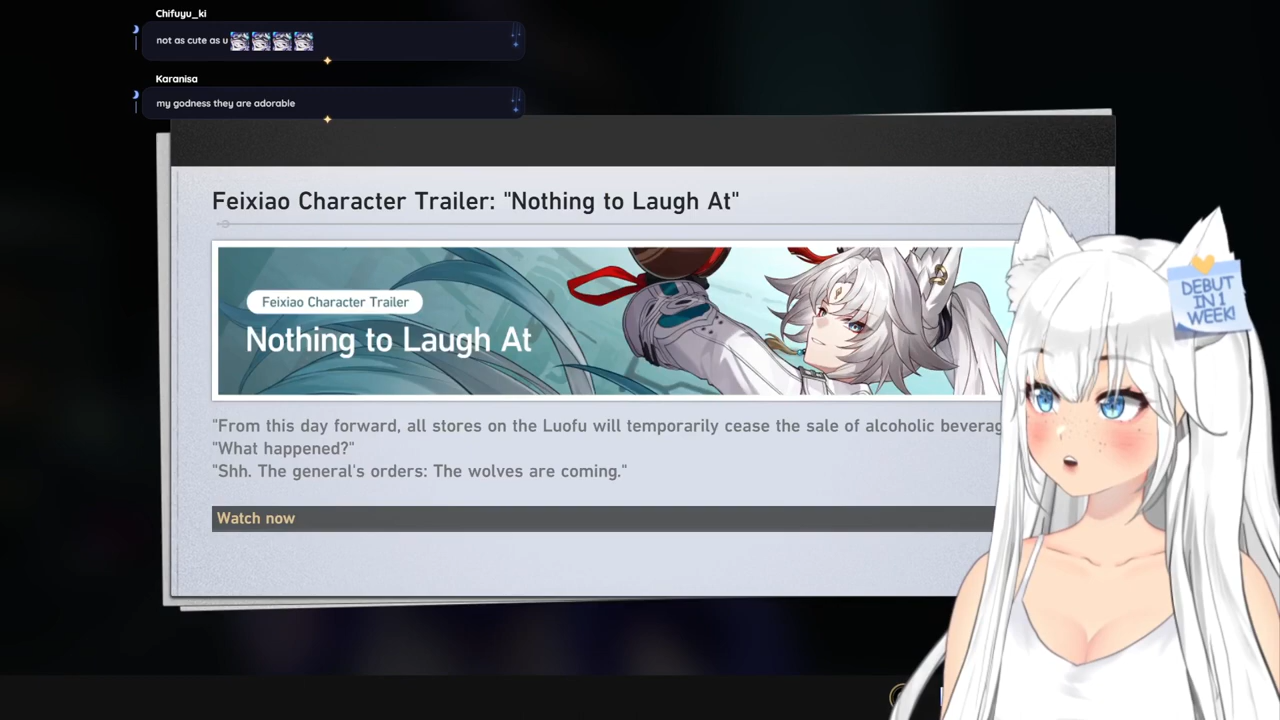 Chifuyu_ki
not as cute as u
Karanisa
my godness they are adorable
Feixiao Character Trailer: "Nothing to Laugh At"
Feixiao Character Trailer
Nothing to Laugh At
"From this day forward, all stores on the Luofu will temporarily cease the sale of alcoholic beverag
"What happened?"
"Shh. The general's orders: The wolves are coming."
Watch now
DEBUT
IN 1
WEEK!